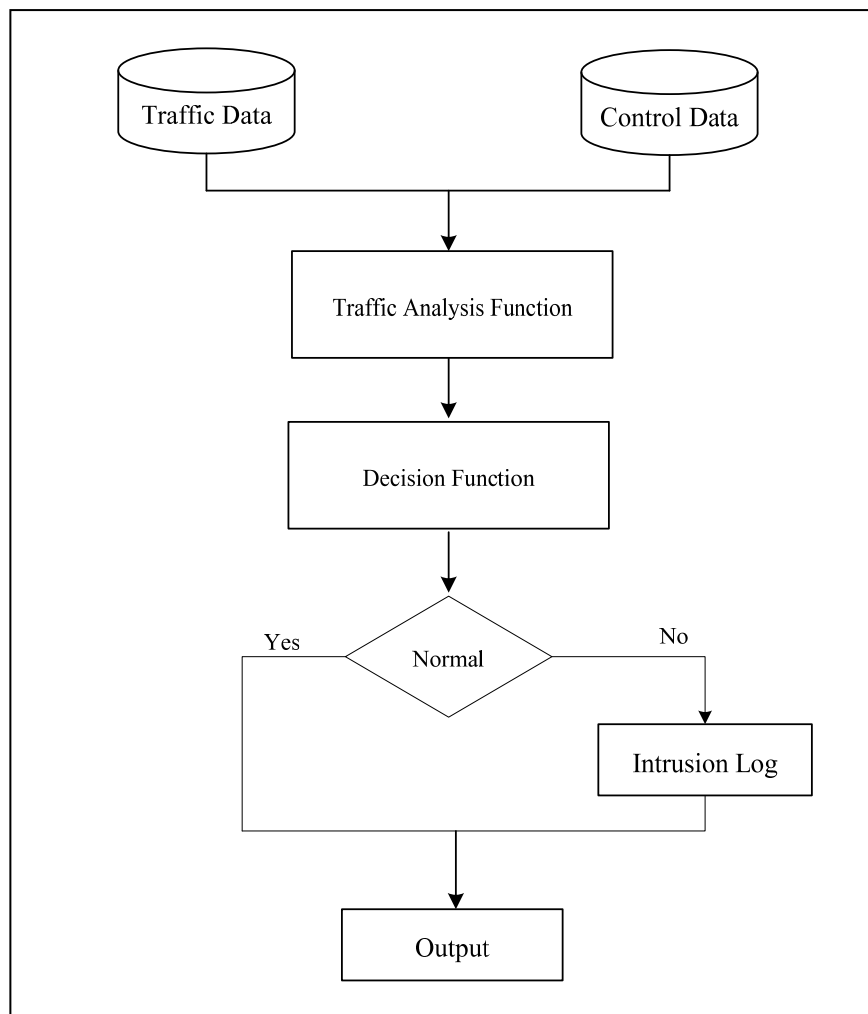 Traffic Data
Control Data
Traffic Analysis Function
Decision Function
Yes
No
Normal
Intrusion Log
Output